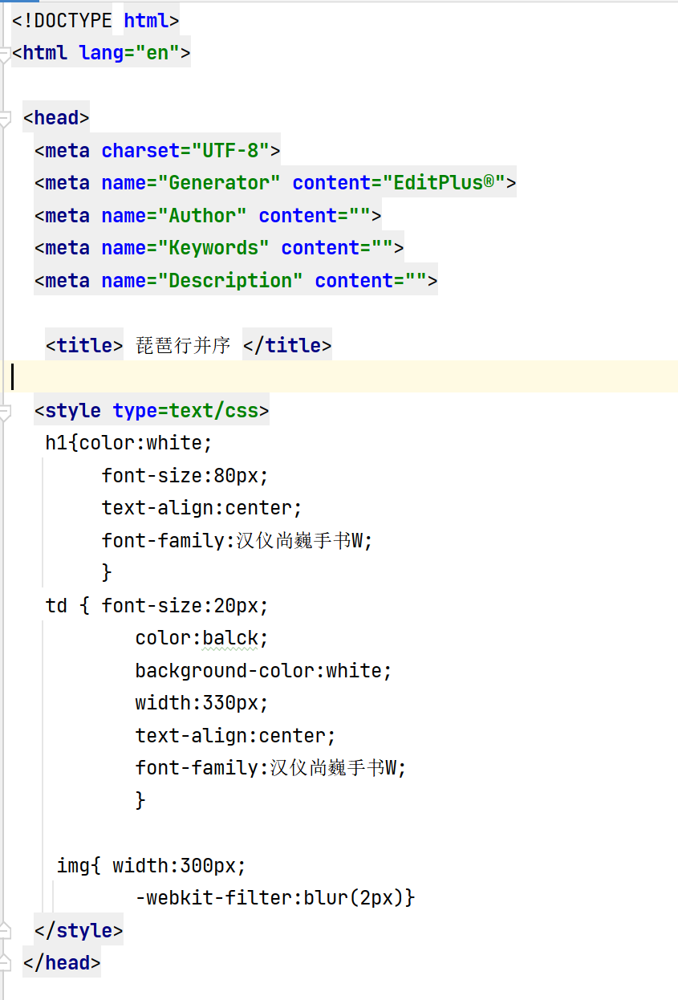 <!DOCTYPE html>
<html lang="en">
<head>
<meta charset="UTF-8">
<meta name="Generator" content="EditPlus®">
<meta name="Author" content="">
<meta name="Keywords" content="">
<meta name="Description" content="">
<title> 琵琶行并序 </title>
<style type=text/css>
h1{color:white;
font-size:80px;
text-align:center;
font-family:汉仪尚巍手书W;
}
td { font-size:20px;
color:balck;
background-color:white;
width:330px;
text-align:center;
font-family:汉仪尚巍手书W;
}
img{ width:300px;
-webkit-filter:blur(2px)}
</style>
</head>